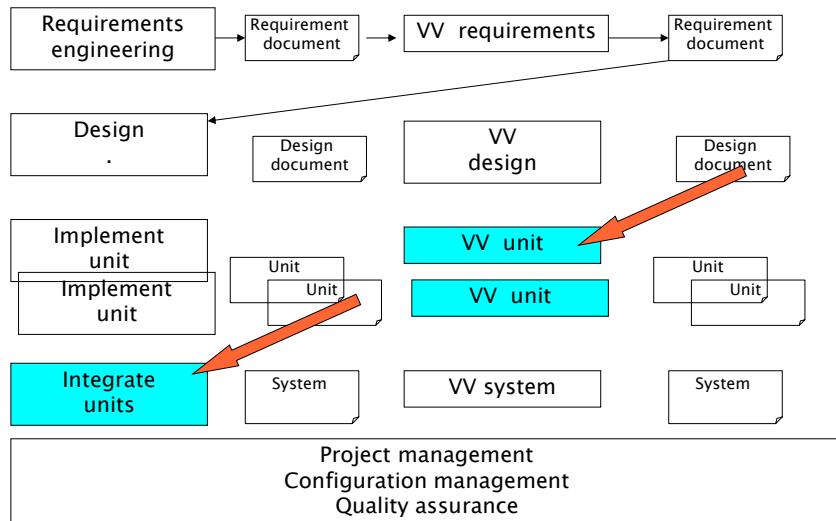 Requirements
engineering
Requirement
document
VV requirements
Requirement
document
Design
.
Design
document
VV
design
Design
document
Implement
unit
Implement
unit
Unit
Unit
VV unit
VV unit
Unit
Unit
Integrate
units
System
VV system
System
Project management
Configuration management
Quality assurance